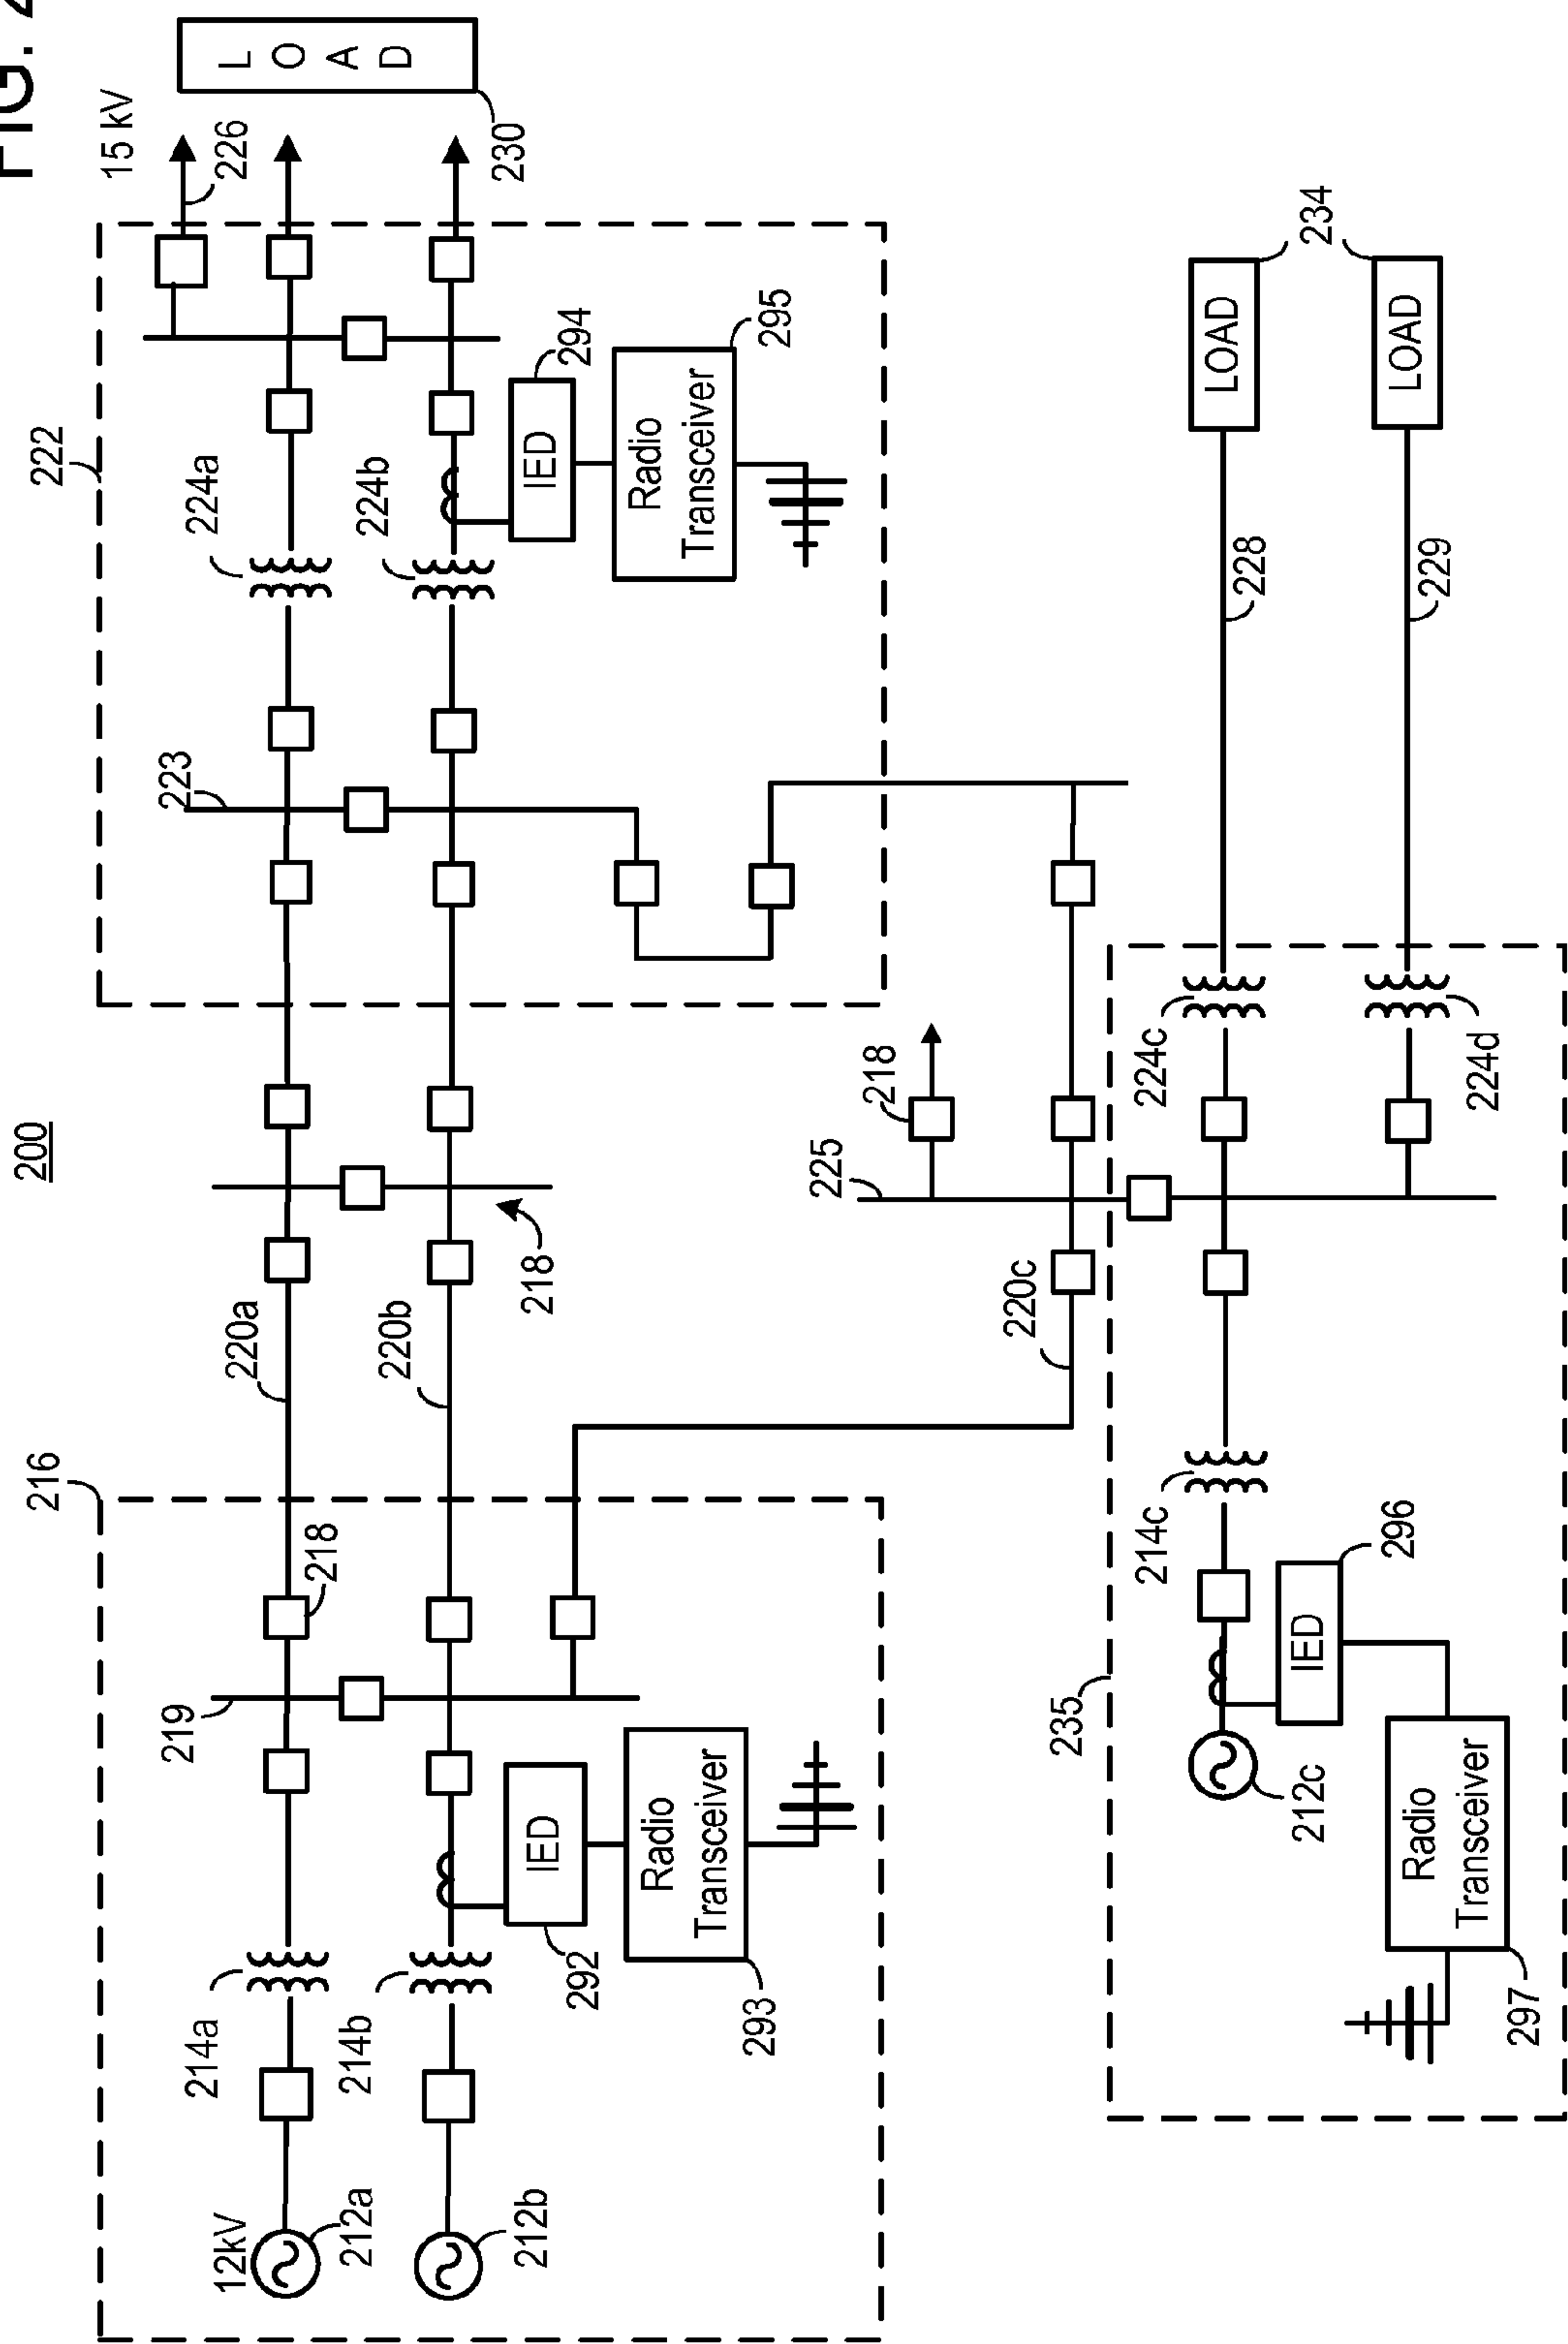 FIG. 2
200
216
222
12kV
212a
214a
218
219
220a
223
224a
15 kV
226
L
O
A
D
230
212b
214b
220b
218
224b
IED
292
IED
294
Radio
Transceiver
293
Radio
Transceiver
295
220c
225
218
235
212c
214c
224c
228
LOAD
234
IED
296
Radio
Transceiver
297
224d
229
LOAD